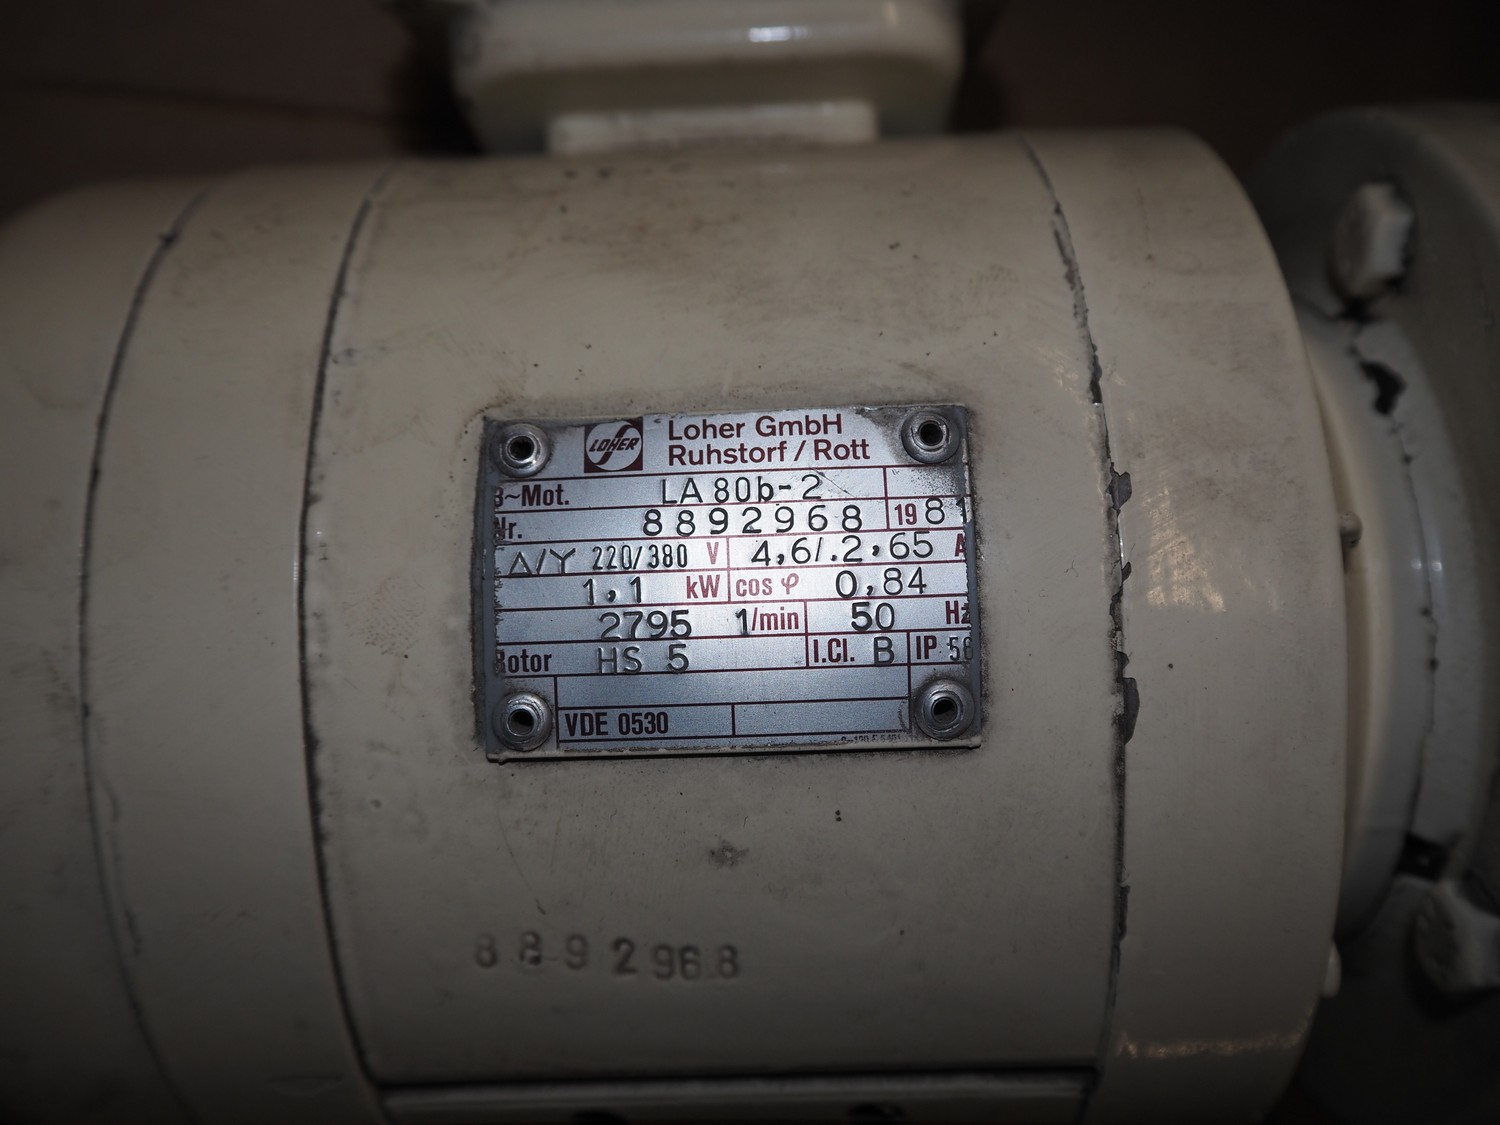 LOHER
Loher GmbH
Ruhstorf / Rott
3~Mot. LA 80b-2
Nr. 8892968 1981
Δ/Y 220/380 V 4,6/.2,65 A
1,1 kW cos φ 0,84
2795 1/min 50 Hz
Rotor HS 5 I.Cl. B IP
VDE 0530
8892968